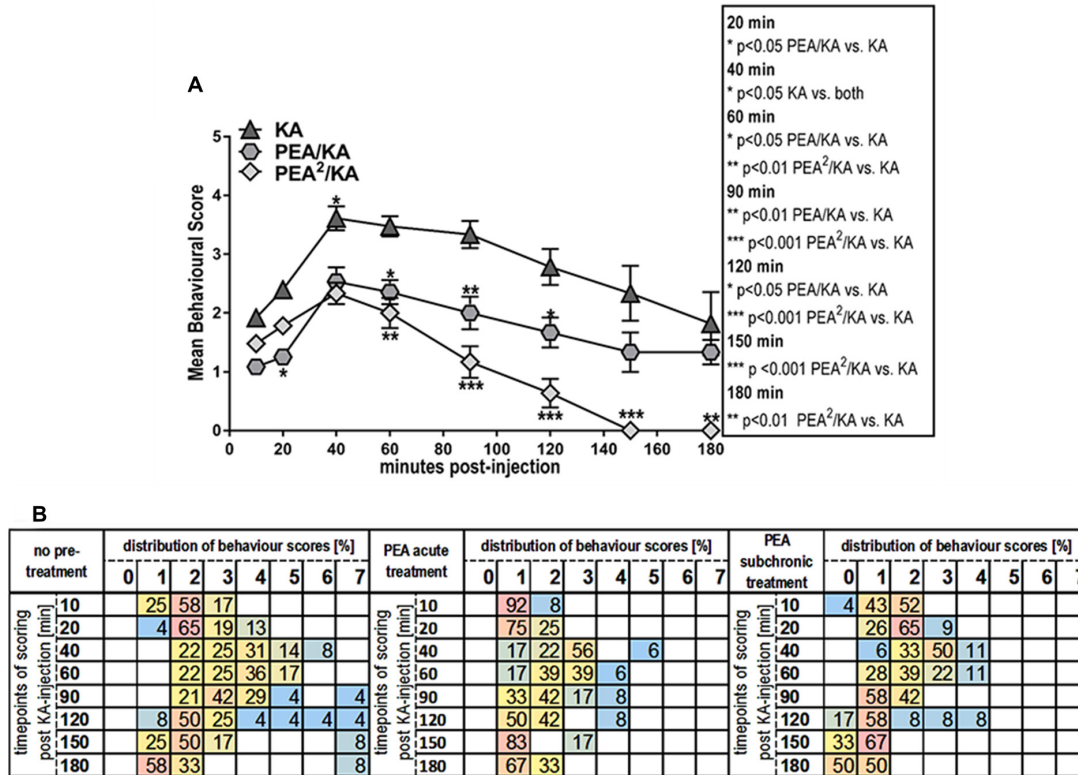 A
KA
PEA/KA
PEA²/KA
Mean Behavioural Score
5
4
3
2
1
0
*
*
*
**
*
*
**
***
***
***
**
0 20 40 60 80 100 120 140 160 180
minutes post-injection
20 min
* p<0.05 PEA/KA vs. KA
40 min
* p<0.05 KA vs. both
60 min
* p<0.05 PEA/KA vs. KA
** p<0.01 PEA²/KA vs. KA
90 min
** p<0.01 PEA/KA vs. KA
*** p<0.001 PEA²/KA vs. KA
120 min
* p<0.05 PEA/KA vs. KA
*** p<0.001 PEA²/KA vs. KA
150 min
*** p <0.001 PEA²/KA vs. KA
180 min
** p<0.01 PEA²/KA vs. KA
B
no pre-treatment
distribution of behaviour scores [%]
0 1 2 3 4 5 6 7
timepoints of scoring post KA-injection [min]
10 25 58 17
20 4 65 19 13
40 22 25 31 14 8
60 22 25 36 17
90 21 42 29 4 4
120 8 50 25 4 4 4 4
150 25 50 17 8
180 58 33 8
PEA acute treatment
distribution of behaviour scores [%]
0 1 2 3 4 5 6 7
timepoints of scoring post KA-injection [min]
10 92 8
20 75 25
40 17 22 56 6
60 17 39 39 6
90 33 42 17 8
120 50 42 8
150 83 17
180 67 33
PEA subchronic treatment
distribution of behaviour scores [%]
0 1 2 3 4 5 6 7
timepoints of scoring post KA-injection [min]
10 4 43 52
20 26 65 9
40 6 33 50 11
60 28 39 22 11
90 58 42
120 17 58 8 8 8
150 33 67
180 50 50